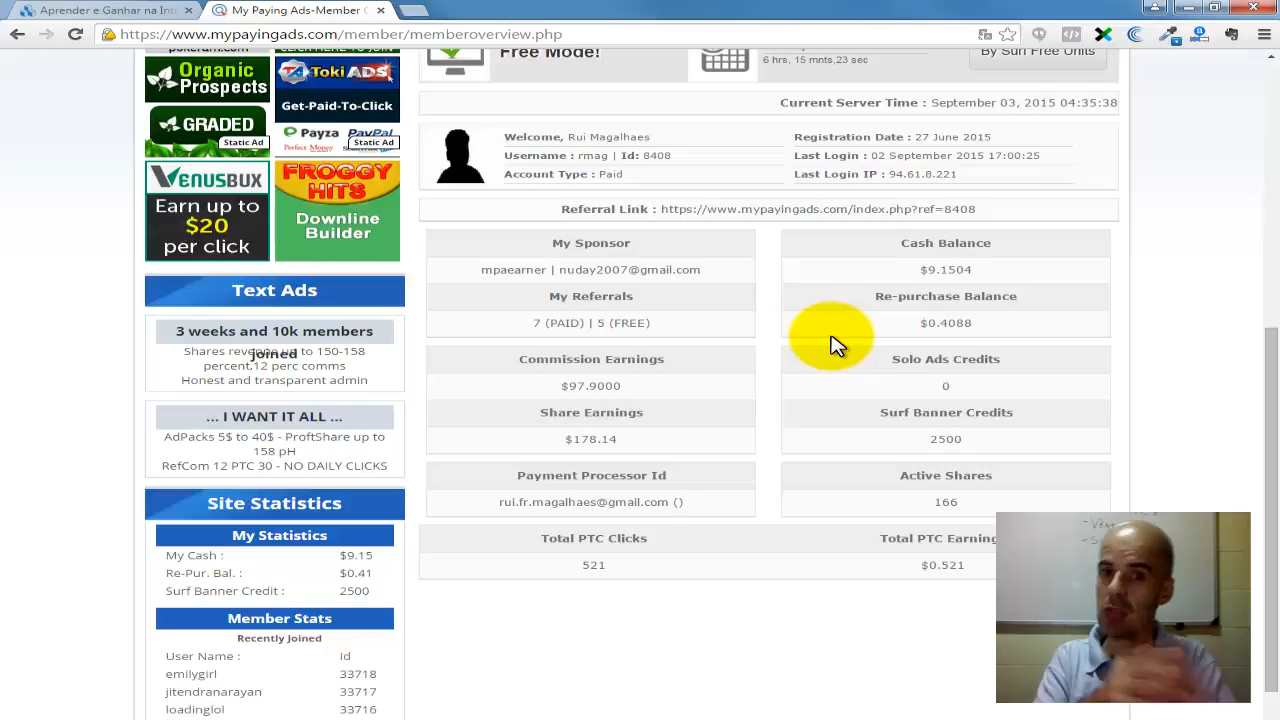 Aprender e Ganhar na Int
My Paying Ads-Member
https://www.mypayingads.com/member/memberoverview.php
Organic
Prospects
GRADED
Static Ad
VENUSBUX
Earn up to
$20
per click
Toki ADS
Get-Paid-To-Click
Payza PayPal
Perfect Money
Static Ad
FROGGY
HITS
Downline
Builder
Text Ads
3 weeks and 10k members
joined
Shares revenue up to 150-158
percent,12 perc comms
Honest and transparent admin
... I WANT IT ALL ...
AdPacks 5$ to 40$ - ProftShare up to
158 pH
RefCom 12 PTC 30 - NO DAILY CLICKS
Site Statistics
My Statistics
My Cash : $9.15
Re-Pur. Bal. : $0.41
Surf Banner Credit : 2500
Member Stats
Recently Joined
User Name : Id
emilygirl 33718
jitendranarayan 33717
loadinglol 33716
Free Mode!
6 hrs, 15 mnts,23 sec
By Surf Free Units
Current Server Time : September 03, 2015 04:35:38
Welcome, Rui Magalhaes
Username : rmag | Id: 8408
Account Type : Paid
Registration Date : 27 June 2015
Last Login : 02 September 2015 17:00:25
Last Login IP : 94.61.8.221
Referral Link : https://www.mypayingads.com/index.php?ref=8408
My Sponsor
mpaearner | nuday2007@gmail.com
My Referrals
7 (PAID) | 5 (FREE)
Commission Earnings
$97.9000
Share Earnings
$178.14
Payment Processor Id
rui.fr.magalhaes@gmail.com ()
Total PTC Clicks
521
Cash Balance
$9.1504
Re-purchase Balance
$0.4088
Solo Ads Credits
0
Surf Banner Credits
2500
Active Shares
166
Total PTC Earning
$0.521